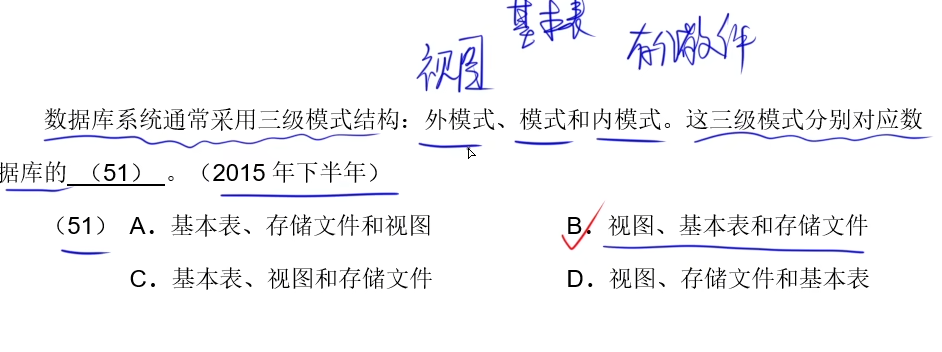 基本表
视图
存储文件
数据库系统通常采用三级模式结构：外模式、模式和内模式。这三级模式分别对应数
据库的（51）。（2015 年下半年）
（51） A．基本表、存储文件和视图 B．视图、基本表和存储文件
C．基本表、视图和存储文件 D．视图、存储文件和基本表